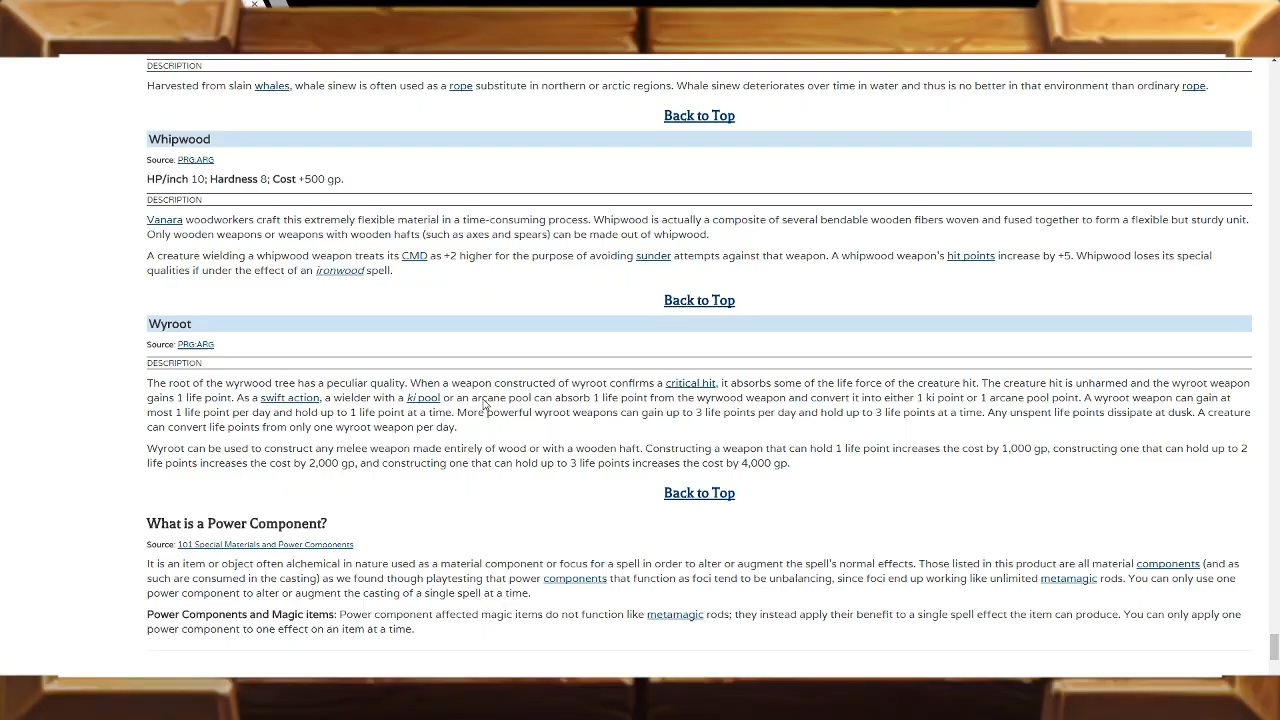 DESCRIPTION
Harvested from slain whales, whale sinew is often used as a rope substitute in northern or arctic regions. Whale sinew deteriorates over time in water and thus is no better in that environment than ordinary rope.
Back to Top
Whipwood
Source: PRG:ARG
HP/inch 10; Hardness 8; Cost +500 gp.
DESCRIPTION
Vanara woodworkers craft this extremely flexible material in a time-consuming process. Whipwood is actually a composite of several bendable wooden fibers woven and fused together to form a flexible but sturdy unit.
Only wooden weapons or weapons with wooden hafts (such as axes and spears) can be made out of whipwood.
A creature wielding a whipwood weapon treats its CMD as +2 higher for the purpose of avoiding sunder attempts against that weapon. A whipwood weapon's hit points increase by +5. Whipwood loses its special
qualities if under the effect of an ironwood spell.
Back to Top
Wyroot
Source: PRG:ARG
DESCRIPTION
The root of the wyrwood tree has a peculiar quality. When a weapon constructed of wyroot confirms a critical hit, it absorbs some of the life force of the creature hit. The creature hit is unharmed and the wyroot weapon
gains 1 life point. As a swift action, a wielder with a ki pool or an arcane pool can absorb 1 life point from the wyrwood weapon and convert it into either 1 ki point or 1 arcane pool point. A wyroot weapon can gain at
most 1 life point per day and hold up to 1 life point at a time. More powerful wyroot weapons can gain up to 3 life points per day and hold up to 3 life points at a time. Any unspent life points dissipate at dusk. A creature
can convert life points from only one wyroot weapon per day.
Wyroot can be used to construct any melee weapon made entirely of wood or with a wooden haft. Constructing a weapon that can hold 1 life point increases the cost by 1,000 gp, constructing one that can hold up to 2
life points increases the cost by 2,000 gp, and constructing one that can hold up to 3 life points increases the cost by 4,000 gp.
Back to Top
What is a Power Component?
Source: 101 Special Materials and Power Components
It is an item or object often alchemical in nature used as a material component or focus for a spell in order to alter or augment the spell's normal effects. Those listed in this product are all material components (and as
such are consumed in the casting) as we found though playtesting that power components that function as foci tend to be unbalancing, since foci end up working like unlimited metamagic rods. You can only use one
power component to alter or augment the casting of a single spell at a time.
Power Components and Magic items: Power component affected magic items do not function like metamagic rods; they instead apply their benefit to a single spell effect the item can produce. You can only apply one
power component to one effect on an item at a time.